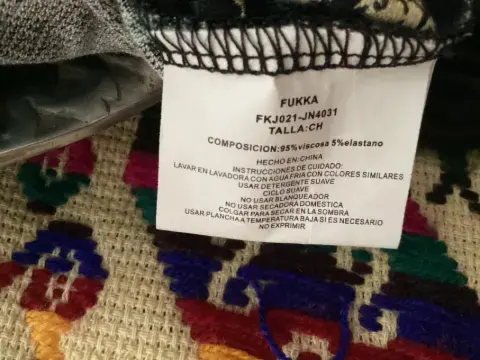 FUKKA
FKJ021-JN4031
TALLA:CH
COMPOSICION:95%viscosa 5%elastano
HECHO EN:CHINA
INSTRUCCIONES DE CUIDADO:
LAVAR EN LAVADORA CON AGUA FRIA CON COLORES SIMILARES
USAR DETERGENTE SUAVE
CICLO SUAVE
NO USAR BLANQUEADOR
NO USAR SECADORA DOMESTICA
COLGAR PARA SECAR EN LA SOMBRA
USAR PLANCHA A TEMPERATURA BAJA SI ES NECESARIO
NO EXPRIMIR